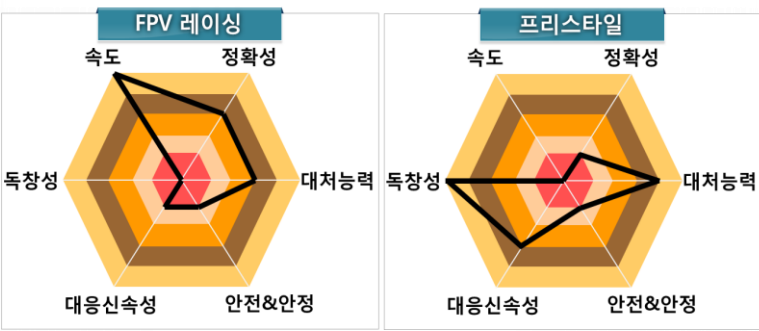 FPV 레이싱
속도
정확성
독창성
대처능력
대응신속성
안전&안정
프리스타일
속도
정확성
독창성
대처능력
대응신속성
안전&안정